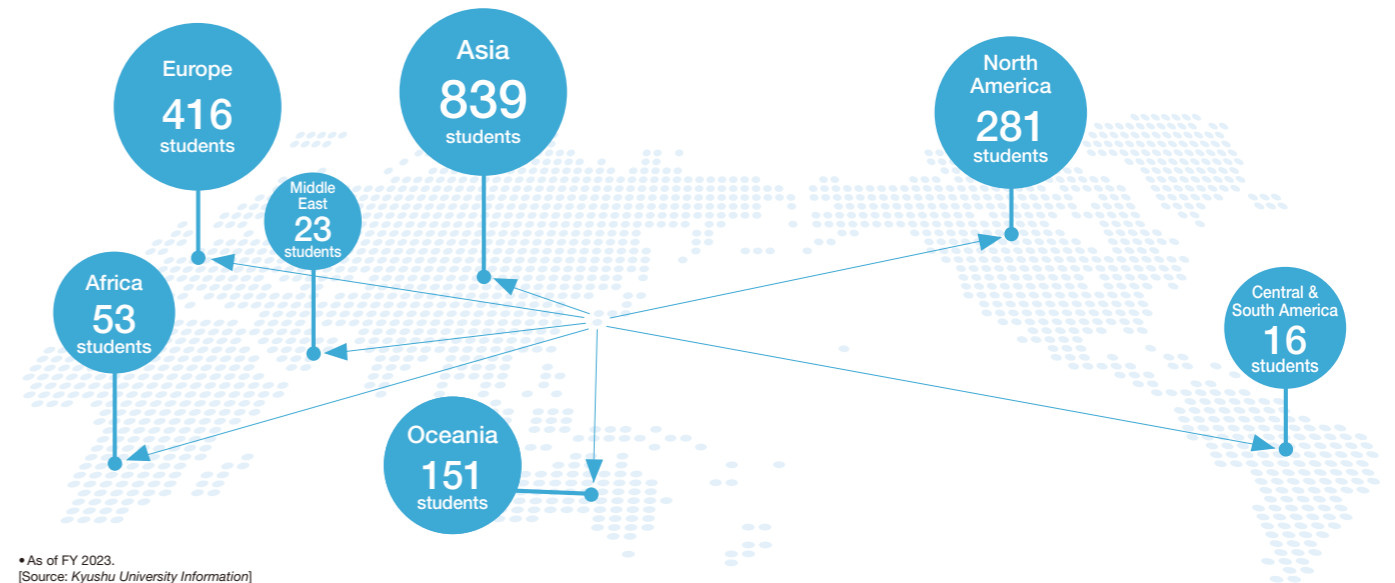 Europe
416
students
Asia
839
students
North
America
281
students
Middle
East
23
students
Africa
53
students
Central &
South America
16
students
Oceania
151
students
• As of FY 2023.
[Source: Kyushu University Information]